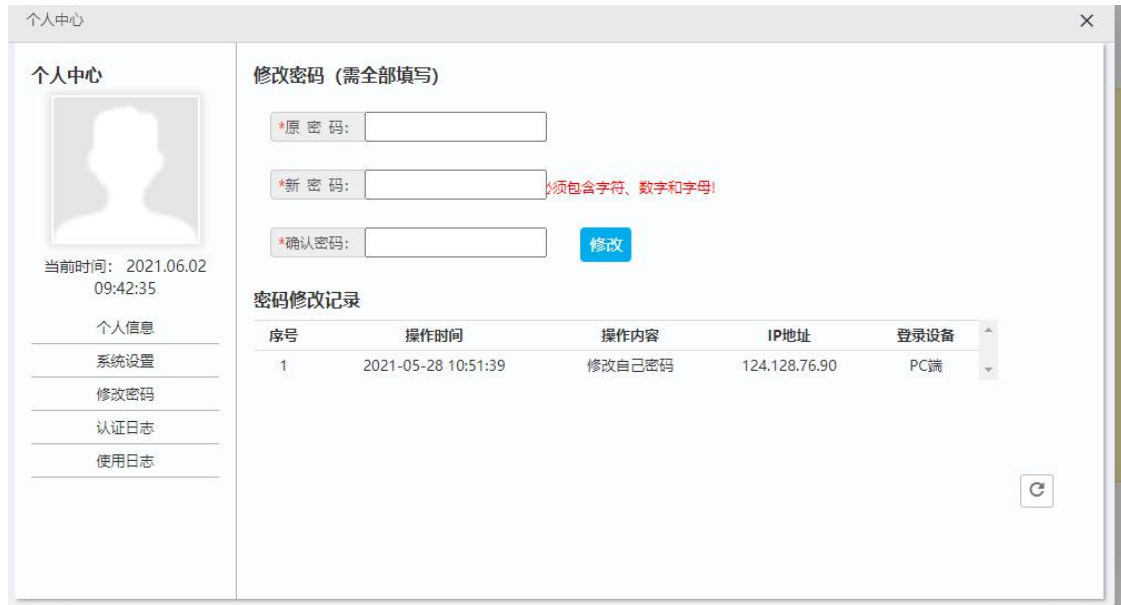 个人中心
个人中心
当前时间： 2021.06.02
09:42:35
个人信息
系统设置
修改密码
认证日志
使用日志
修改密码（需全部填写）
*原 密 码：
*新 密 码：
必须包含字符、数字和字母!
*确认密码：
修改
密码修改记录
序号 操作时间 操作内容 IP地址 登录设备
1 2021-05-28 10:51:39 修改自己密码 124.128.76.90 PC端